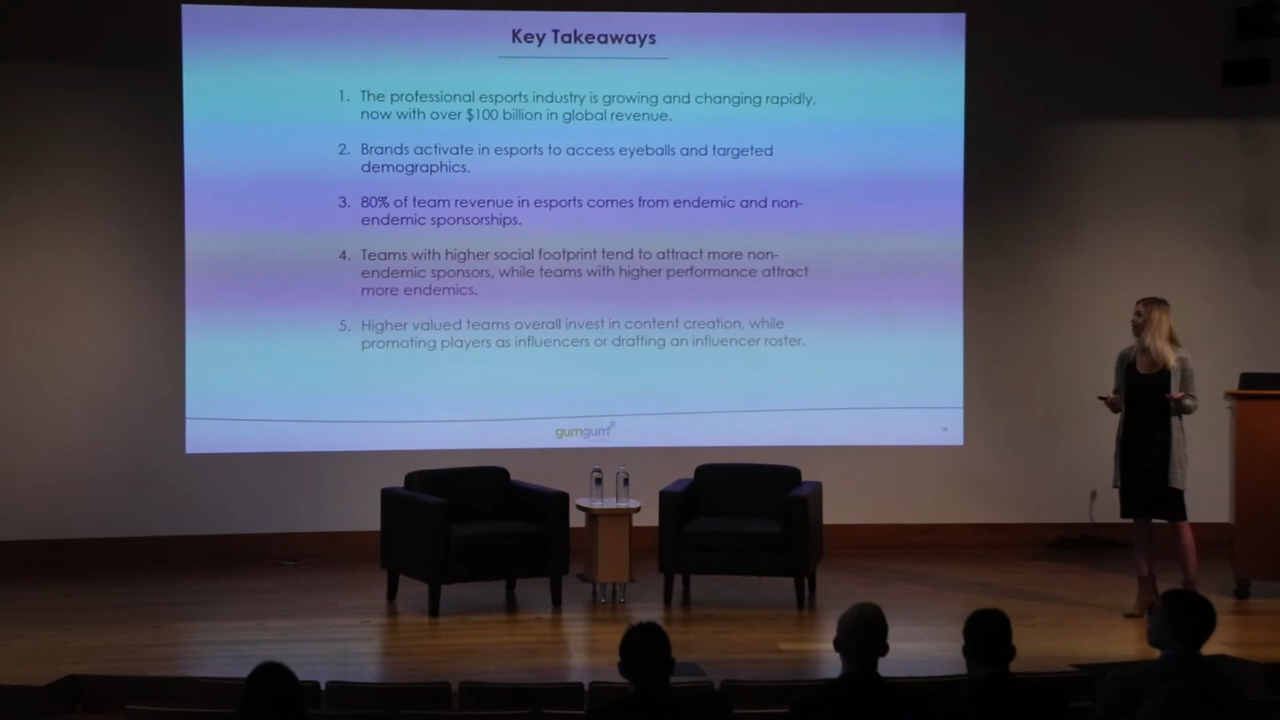 Key Takeaways
1. The professional esports industry is growing and changing rapidly,
now with over $100 billion in global revenue.
2. Brands activate in esports to access eyeballs and targeted
demographics.
3. 80% of team revenue in esports comes from endemic and non-
endemic sponsorships.
4. Teams with higher social footprint tend to attract more non-
endemic sponsors, while teams with higher performance attract
more endemics.
5. Higher valued teams overall invest in content creation, while
promoting players as influencers or drafting an influencer roster.
gumgum